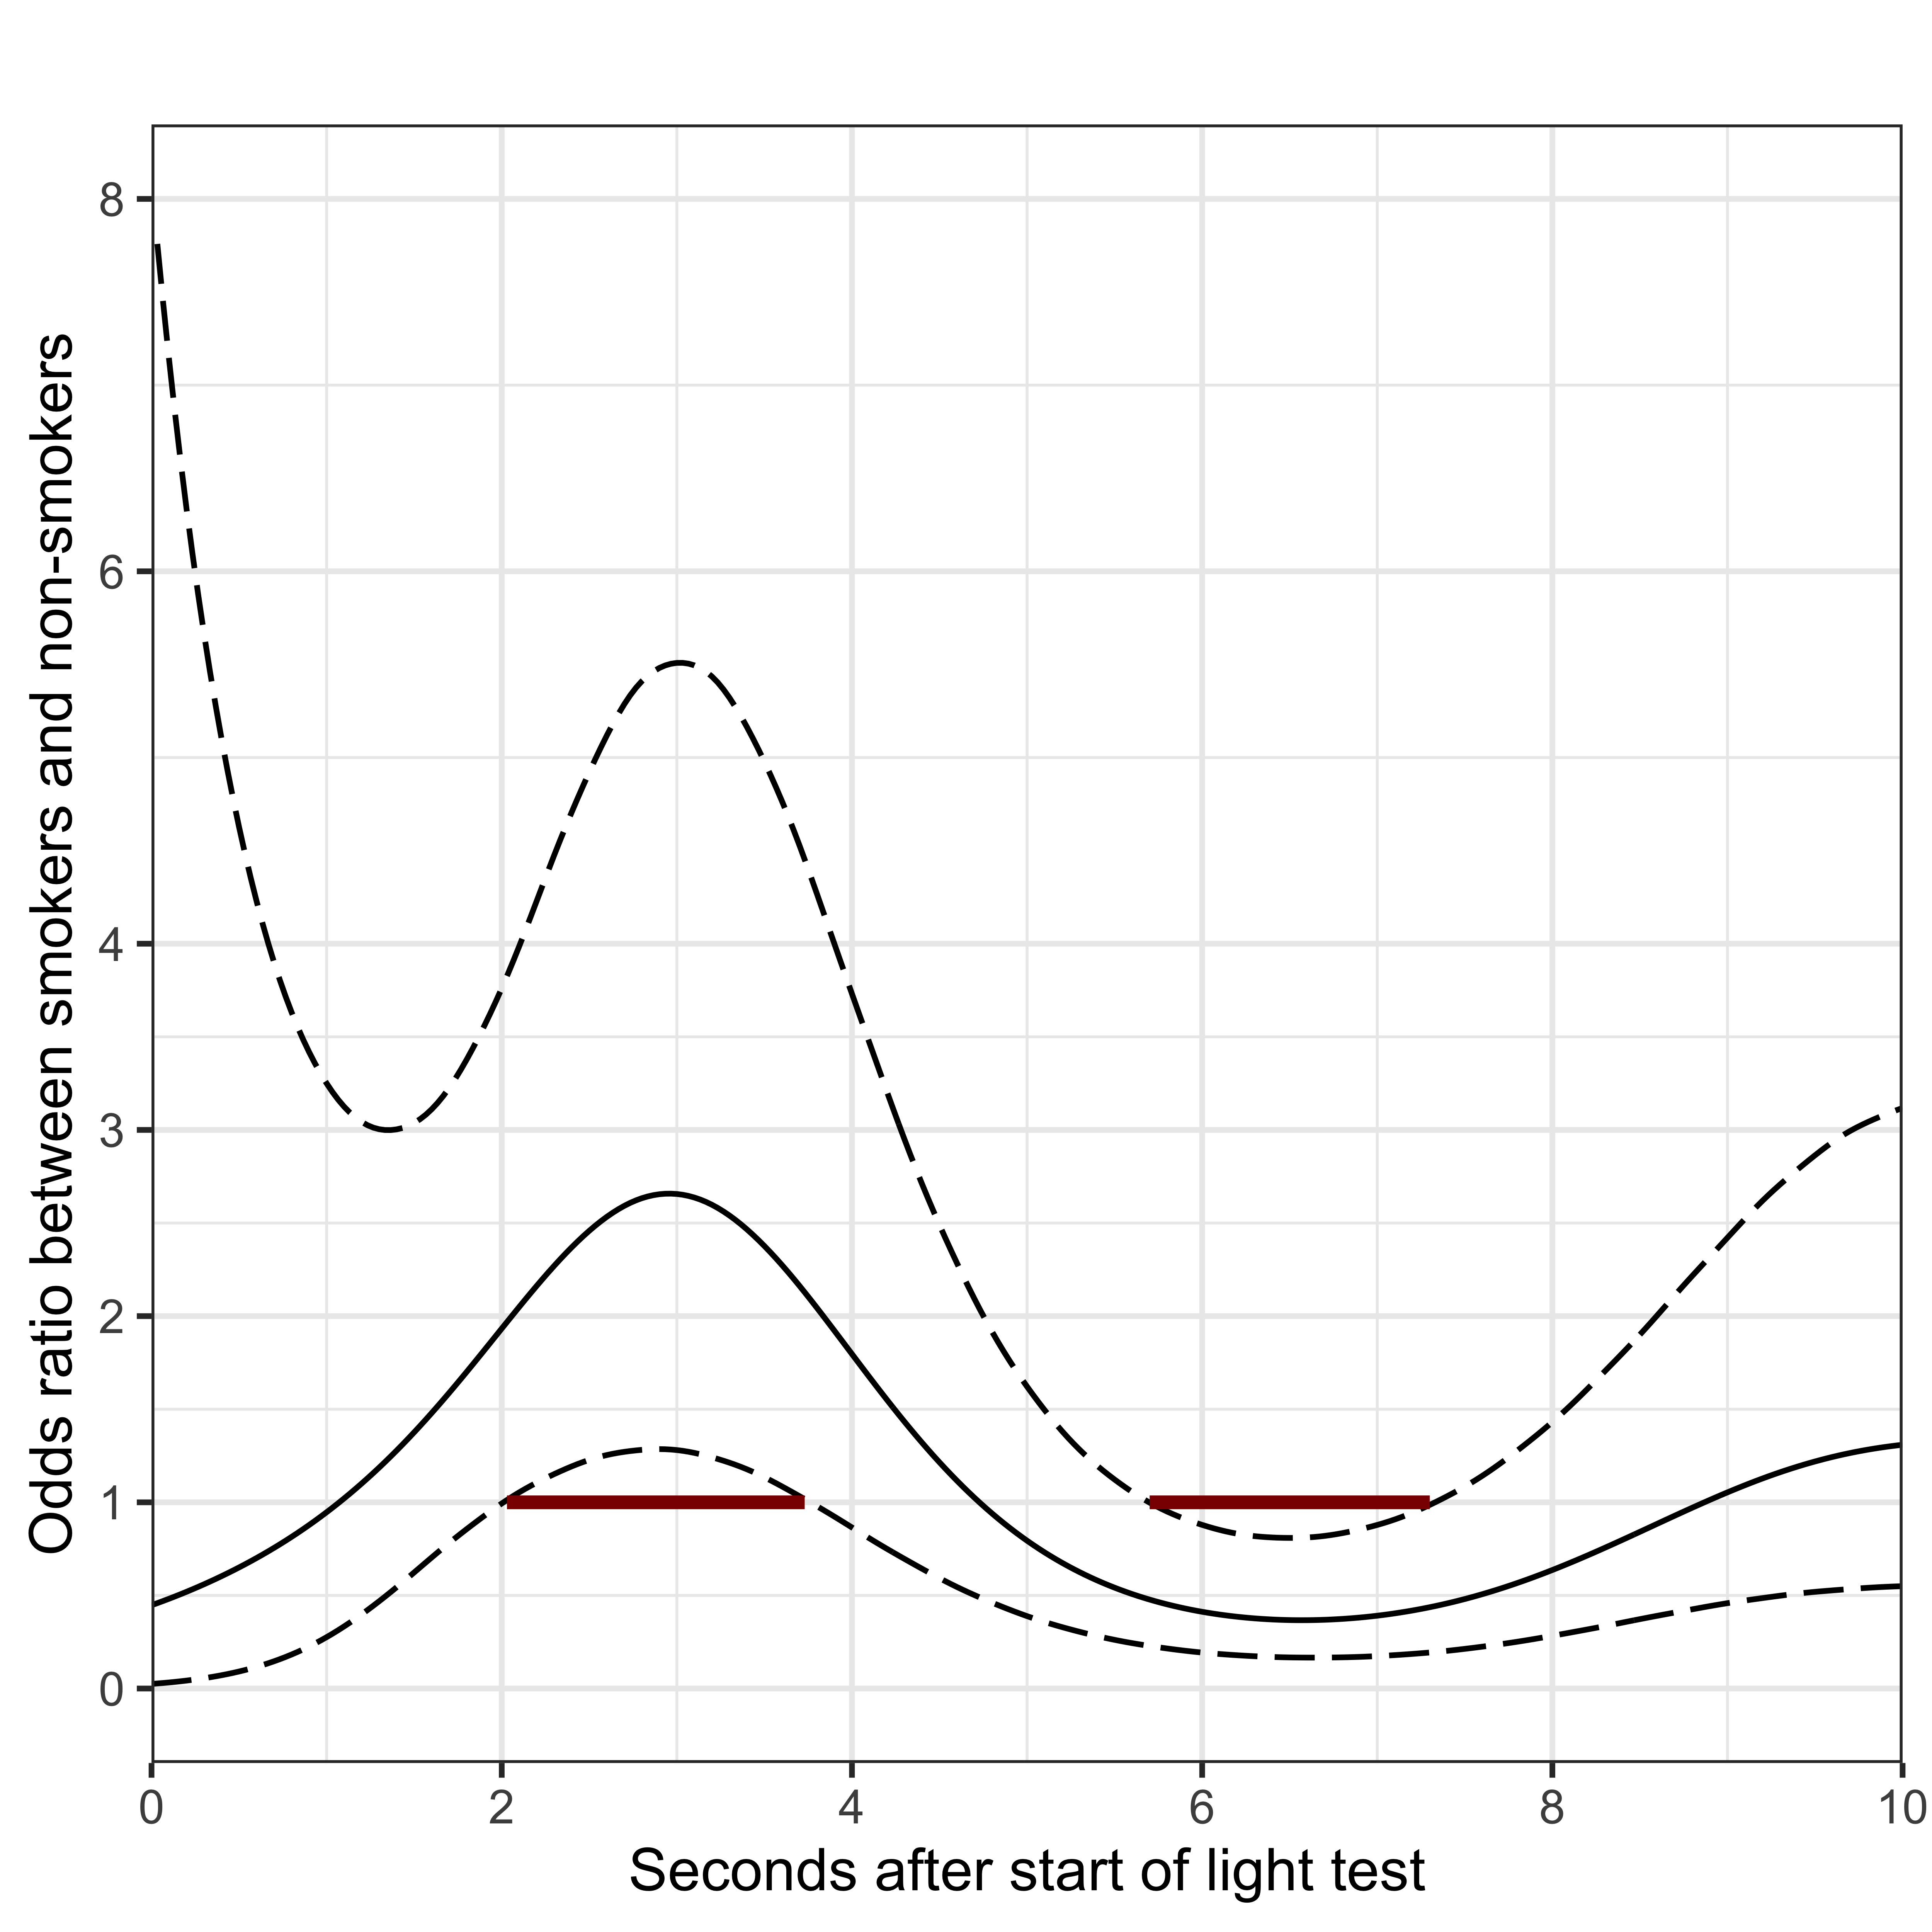 Odds ratio between smokers and non-smokers
8
6
4
3
2
1
0
0 2 4 6 8 10
Seconds after start of light test